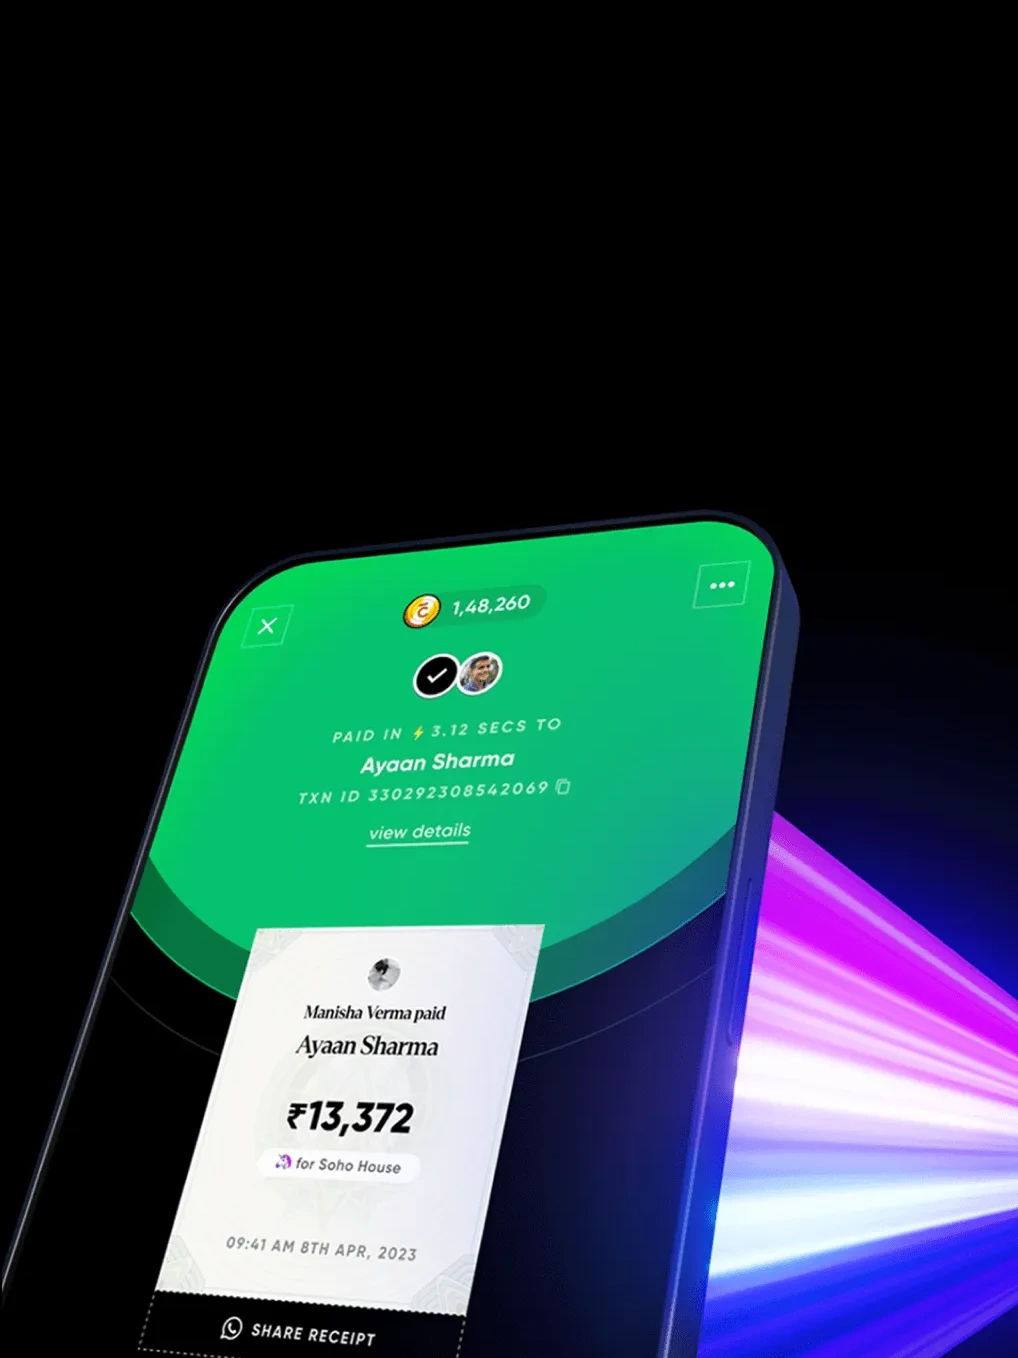 1,48,260
PAID IN ⚡ 3.12 SECS TO
Ayaan Sharma
TXN ID 330292308542069
view details
Manisha Verma paid
Ayaan Sharma
₹13,372
for Soho House
09:41 AM 8TH APR, 2023
SHARE RECEIPT